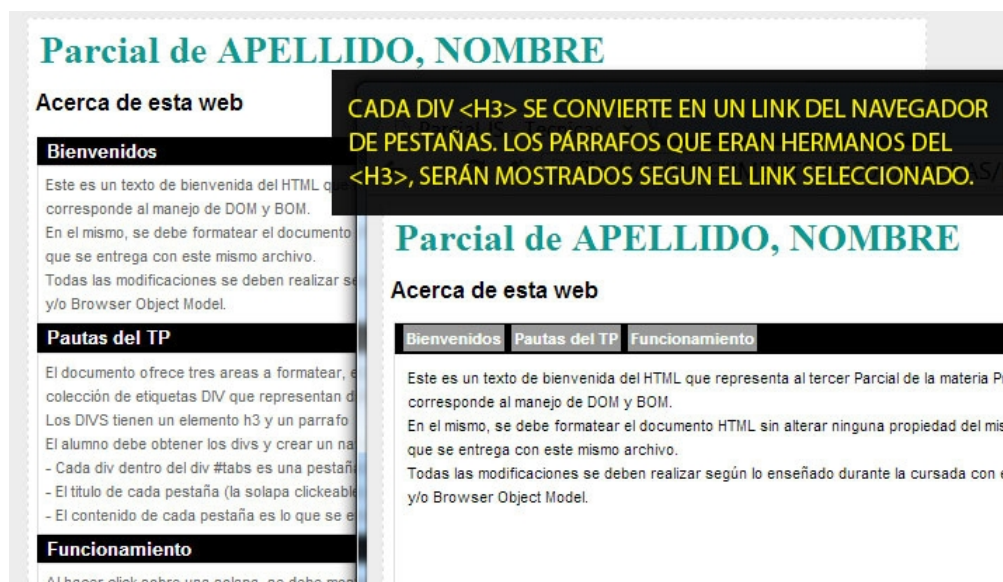 Parcial de APELLIDO, NOMBRE
Acerca de esta web
CADA DIV <H3> SE CONVIERTE EN UN LINK DEL NAVEGADOR
DE PESTAÑAS. LOS PÁRRAFOS QUE ERAN HERMANOS DEL
<H3>, SERÁN MOSTRADOS SEGUN EL LINK SELECCIONADO.
Bienvenidos
Este es un texto de bienvenida del HTML
corresponde al manejo de DOM y BOM.
En el mismo, se debe formatear el documento
que se entrega con este mismo archivo.
Todas las modificaciones se deben realizar
y/o Browser Object Model.
Pautas del TP
El documento ofrece tres areas a formatear,
colección de etiquetas DIV que representan
Los DIVS tienen un elemento h3 y un parrafo
El alumno debe obtener los divs y crear un
- Cada div dentro del div #tabs es una
- El titulo de cada pestaña (la solapa
- El contenido de cada pestaña es lo que se
Funcionamiento
Al hacer click sobre una solapa, se debe
Parcial de APELLIDO, NOMBRE
Acerca de esta web
Bienvenidos Pautas del TP Funcionamiento
Este es un texto de bienvenida del HTML que representa al tercer Parcial de la materia
corresponde al manejo de DOM y BOM.
En el mismo, se debe formatear el documento HTML sin alterar ninguna propiedad del
que se entrega con este mismo archivo.
Todas las modificaciones se deben realizar según lo enseñado durante la cursada con
y/o Browser Object Model.